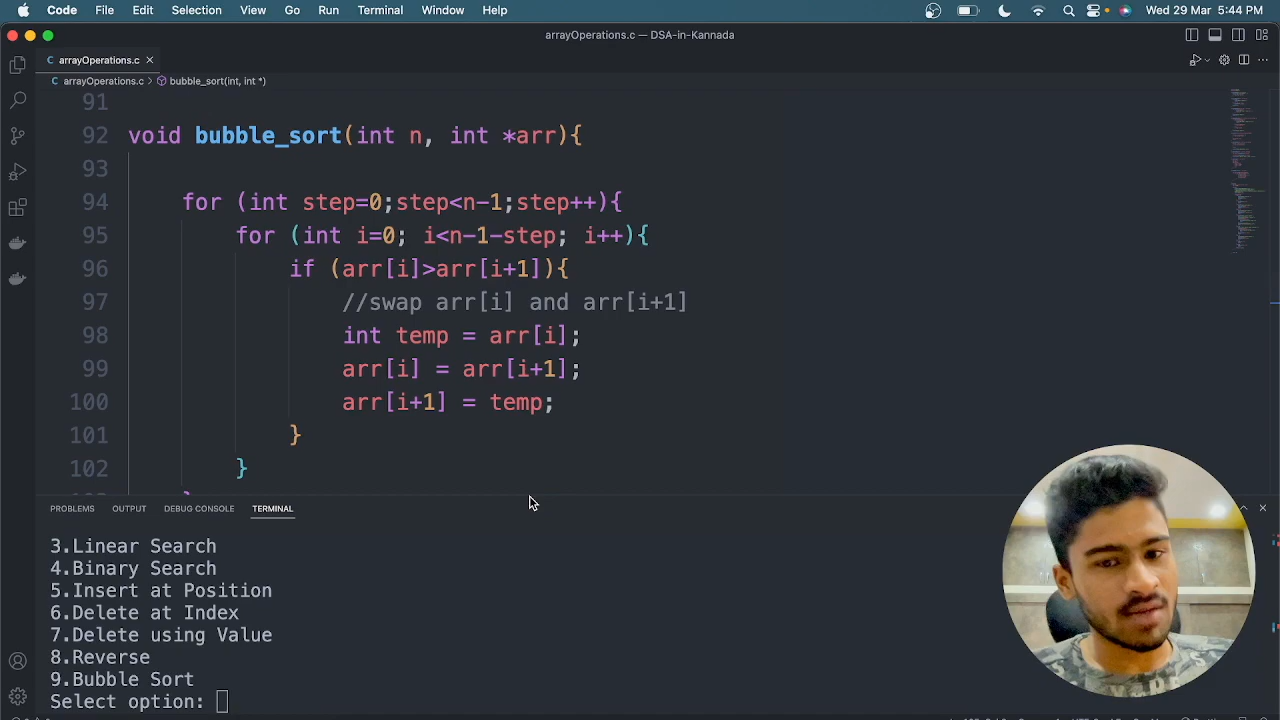 Code File Edit Selection View Go Run Terminal Window Help Wed 29 Mar 5:44 PM
arrayOperations.c — DSA-in-Kannada
arrayOperations.c
arrayOperations.c > bubble_sort(int, int *)
91
92 void bubble_sort(int n, int *arr){
93
94 for (int step=0;step<n-1;step++){
95 for (int i=0; i<n-1-step; i++){
96 if (arr[i]>arr[i+1]){
97 //swap arr[i] and arr[i+1]
98 int temp = arr[i];
99 arr[i] = arr[i+1];
100 arr[i+1] = temp;
101 }
102 }
PROBLEMS OUTPUT DEBUG CONSOLE TERMINAL
3.Linear Search
4.Binary Search
5.Insert at Position
6.Delete at Index
7.Delete using Value
8.Reverse
9.Bubble Sort
Select option: